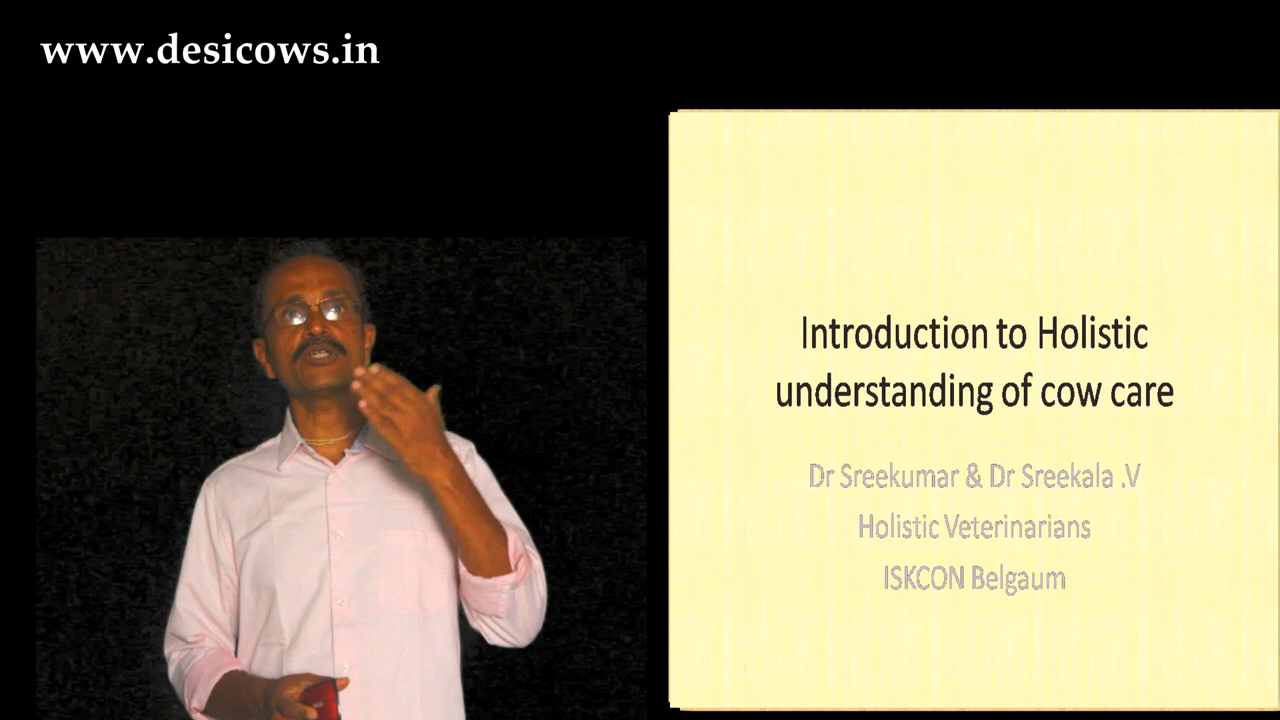 www.desicows.in
Introduction to Holistic
understanding of cow care
Dr Sreekumar & Dr Sreekala .V
Holistic Veterinarians
ISKCON Belgaum